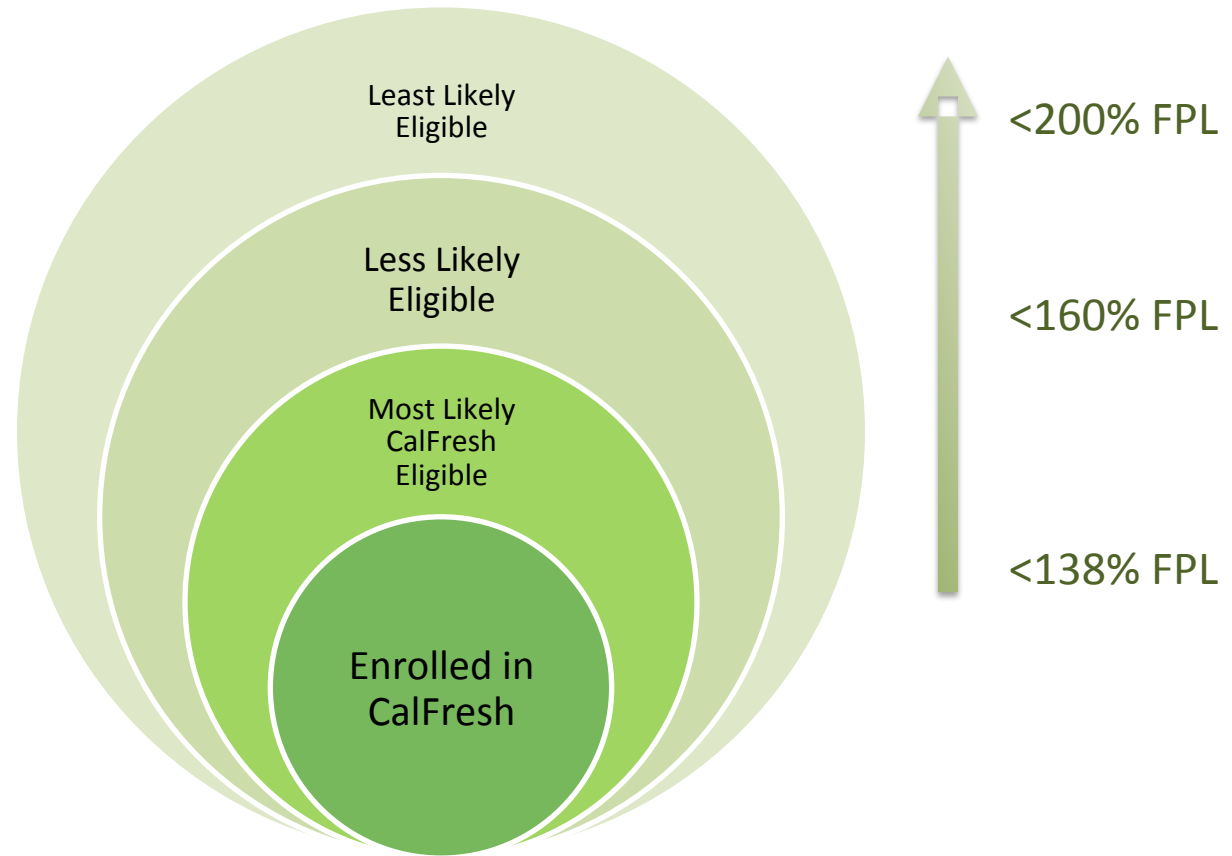 Least Likely
Eligible
<200% FPL
Less Likely
Eligible
<160% FPL
Most Likely
CalFresh
Eligible
<138% FPL
Enrolled in
CalFresh